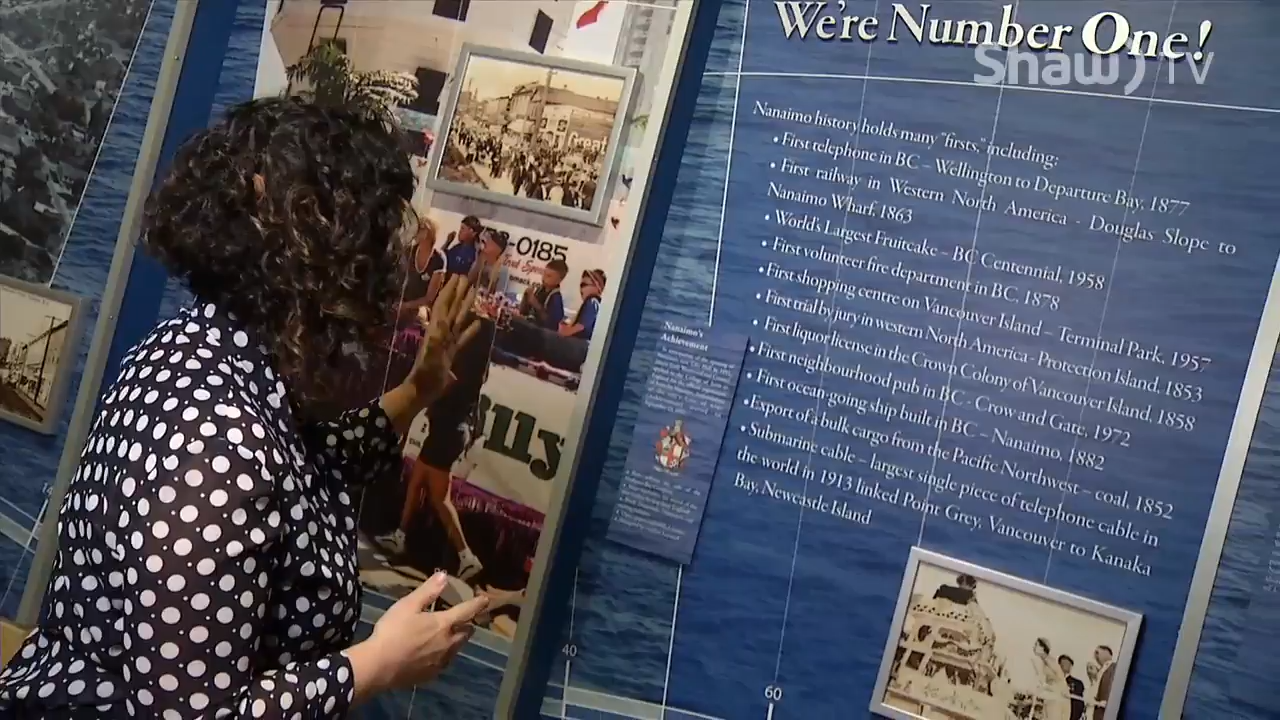 We're Number One!
Shaw) TV
Nanaimo history holds many "firsts," including:
• First telephone in BC – Wellington to Departure Bay, 1877
• First railway in Western North America - Douglas Slope to
Nanaimo Wharf, 1863
• World's Largest Fruitcake – BC Centennial, 1958
• First volunteer fire department in BC, 1878
• First shopping centre on Vancouver Island – Terminal Park, 1957
• First trial by jury in western North America - Protection Island, 1853
• First liquor license in the Crown Colony of Vancouver Island, 1858
• First neighbourhood pub in BC - Crow and Gate, 1972
• First ocean-going ship built in BC – Nanaimo, 1882
• Export of a bulk cargo from the Pacific Northwest – coal, 1852
• Submarine cable – largest single piece of telephone cable in
the world in 1913 linked Point Grey, Vancouver to Kanaka
Bay, Newcastle Island
Nanaimo's
Achievement
-0185
40
60